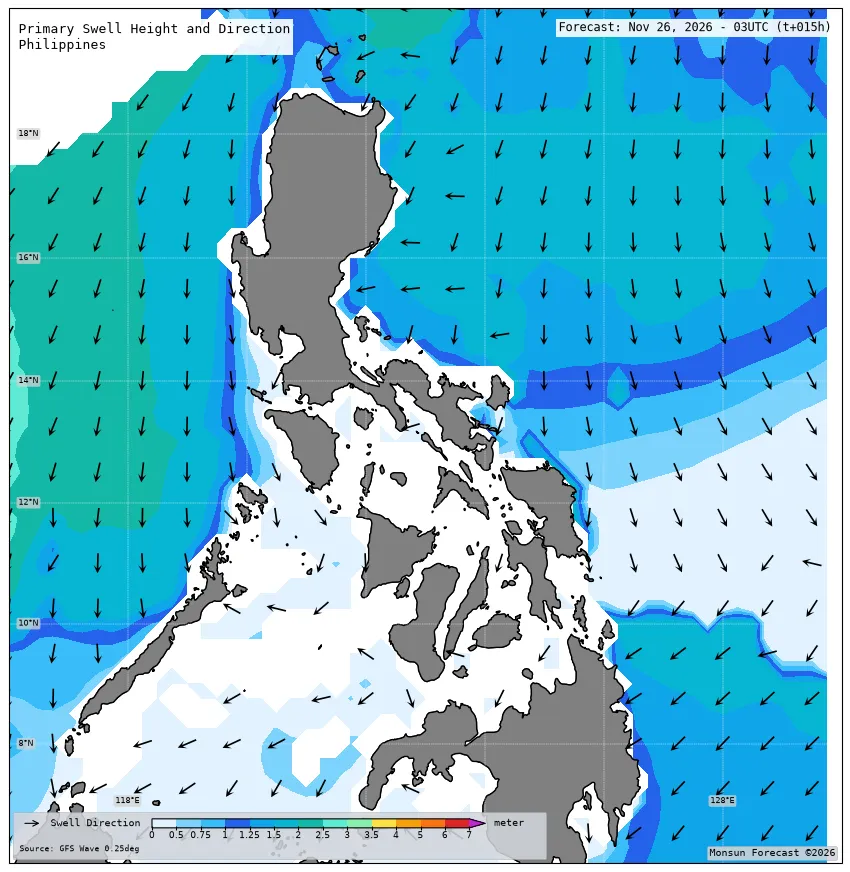 Primary Swell Height and Direction
Philippines
Forecast: Nov 26, 2026 - 03UTC (t+015h)
18°N
16°N
14°N
12°N
10°N
8°N
118°E
128°E
Swell Direction
0 0.5 0.75 1 1.25 1.5 2 2.5 3 3.5 4 5 6 7
meter
Source: GFS Wave 0.25deg
Monsun Forecast ©2026